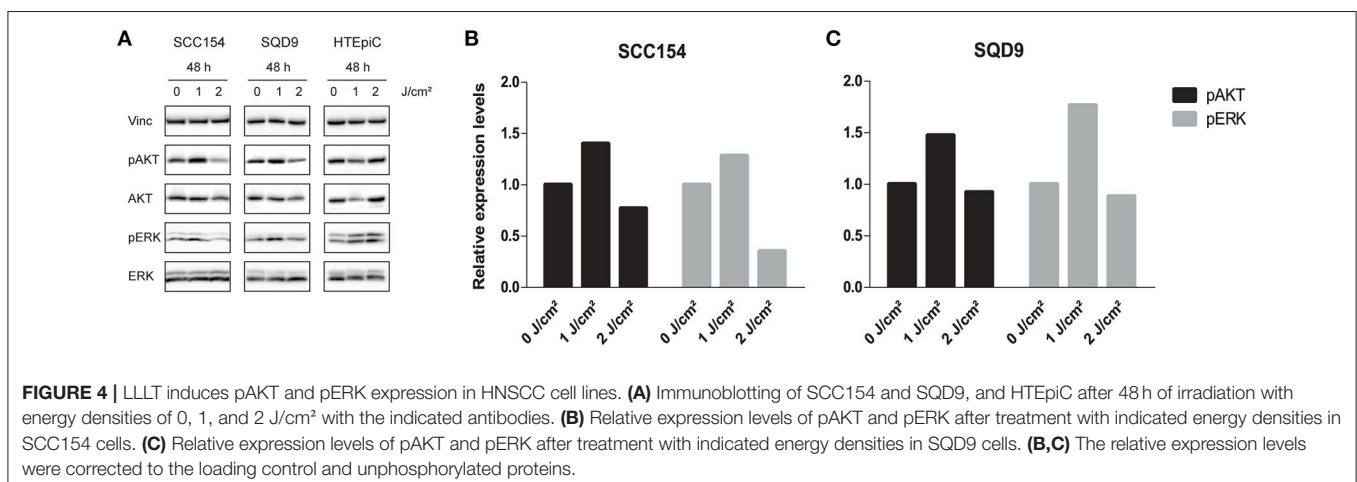 A
SCC154 SQD9 HTEpiC
48 h 48 h 48 h
0 1 2 0 1 2 0 1 2 J/cm²
Vinc
pAKT
AKT
pERK
ERK
B
SCC154
Relative expression levels
2.0
1.5
1.0
0.5
0.0
0 J/cm² 1 J/cm² 2 J/cm² 0 J/cm² 1 J/cm² 2 J/cm²
C
SQD9
2.0
1.5
1.0
0.5
0.0
0 J/cm² 1 J/cm² 2 J/cm² 0 J/cm² 1 J/cm² 2 J/cm²
pAKT
pERK
FIGURE 4 | LLLT induces pAKT and pERK expression in HNSCC cell lines. (A) Immunoblotting of SCC154 and SQD9, and HTEpiC after 48 h of irradiation with
energy densities of 0, 1, and 2 J/cm² with the indicated antibodies. (B) Relative expression levels of pAKT and pERK after treatment with indicated energy densities in
SCC154 cells. (C) Relative expression levels of pAKT and pERK after treatment with indicated energy densities in SQD9 cells. (B,C) The relative expression levels
were corrected to the loading control and unphosphorylated proteins.